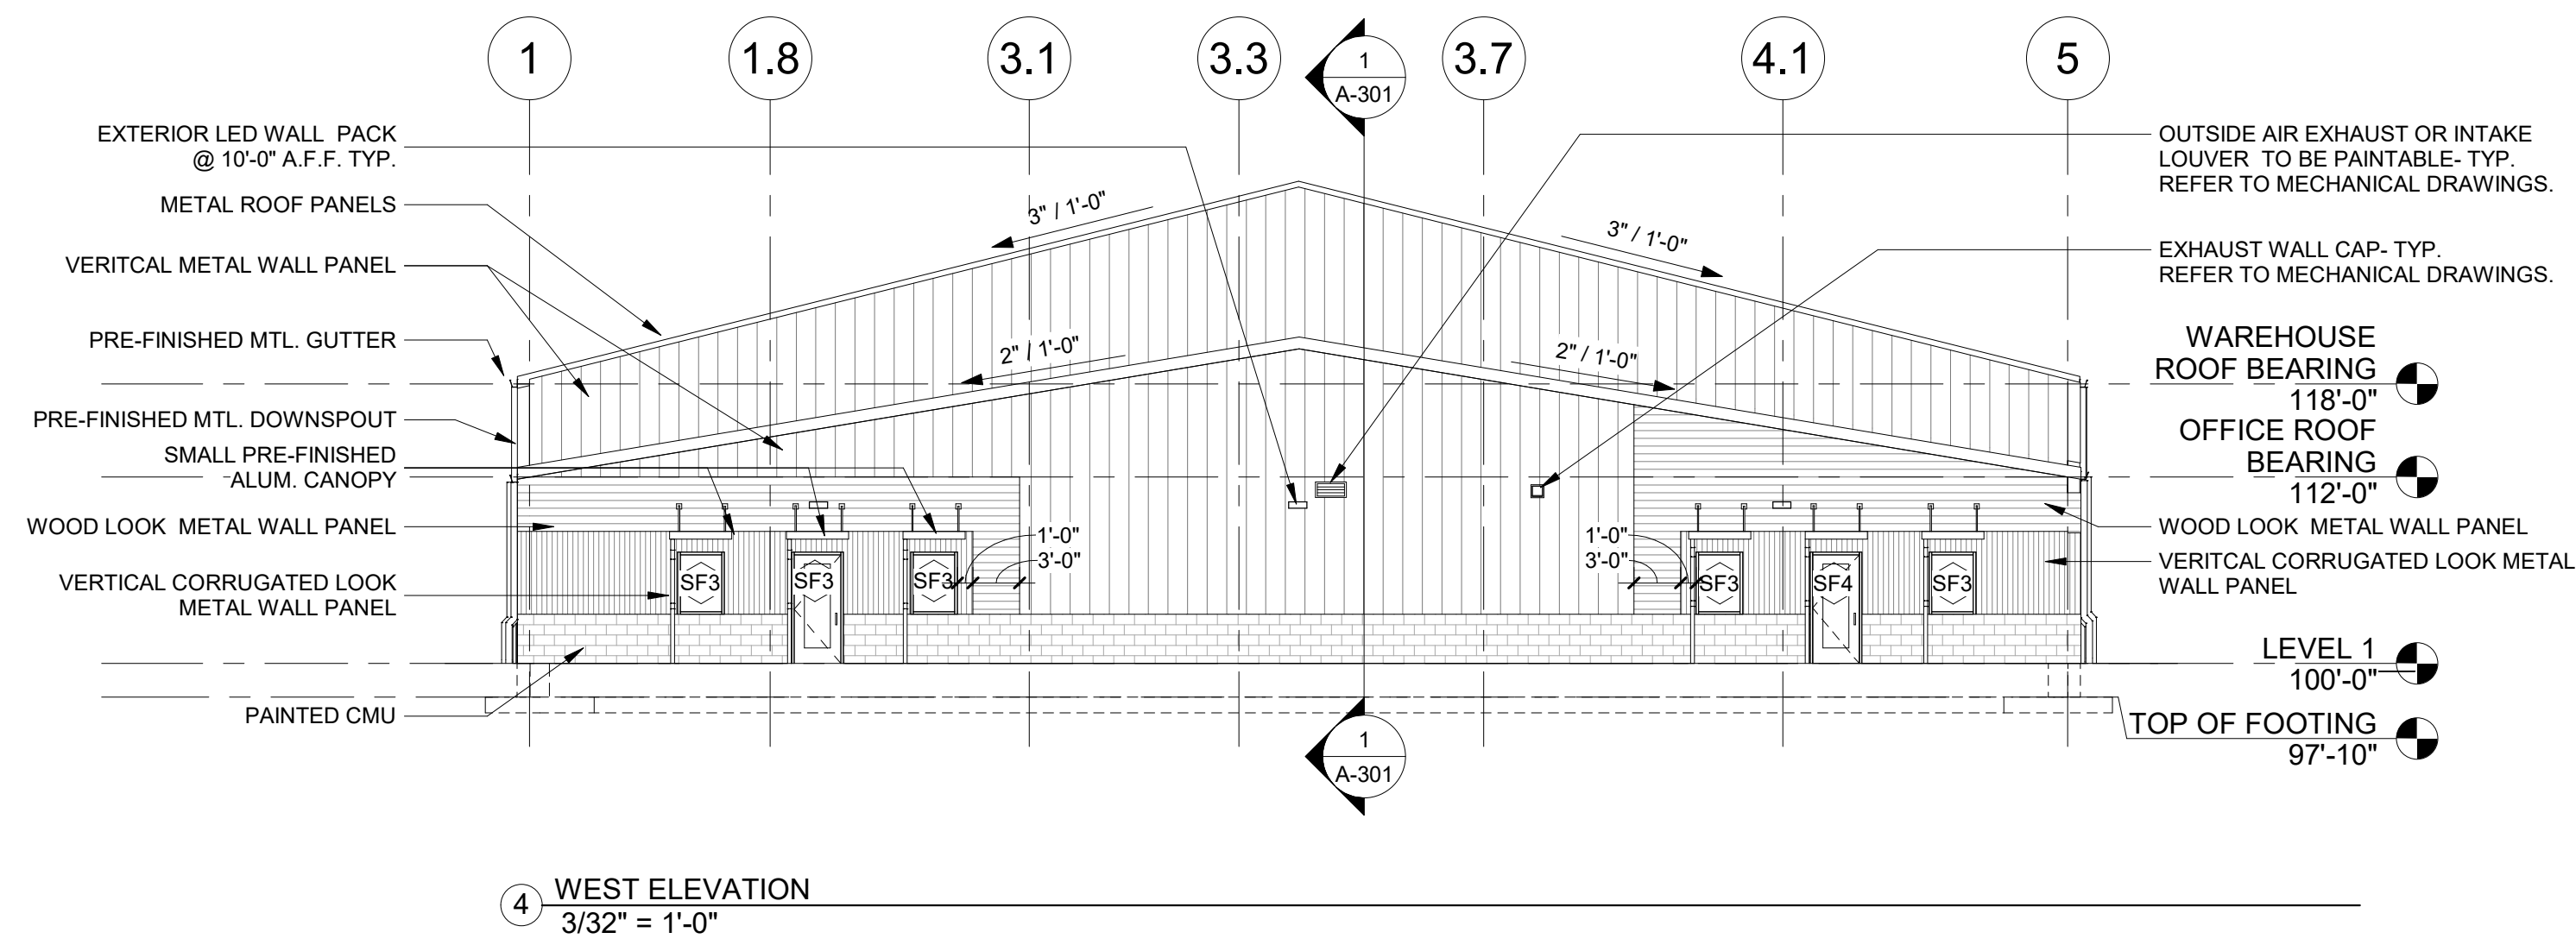 1
1.8
3.1
3.3
1
A-301
3.7
4.1
5
EXTERIOR LED WALL PACK
@ 10'-0" A.F.F. TYP.
METAL ROOF PANELS
VERITCAL METAL WALL PANEL
PRE-FINISHED MTL. GUTTER
PRE-FINISHED MTL. DOWNSPOUT
SMALL PRE-FINISHED
ALUM. CANOPY
WOOD LOOK METAL WALL PANEL
VERTICAL CORRUGATED LOOK
METAL WALL PANEL
PAINTED CMU
3" / 1'-0"
3" / 1'-0"
2" / 1'-0"
2" / 1'-0"
SF3
SF3
SF3
1'-0"
3'-0"
1'-0"
3'-0"
SF3
SF4
SF3
OUTSIDE AIR EXHAUST OR INTAKE
LOUVER TO BE PAINTABLE- TYP.
REFER TO MECHANICAL DRAWINGS.
EXHAUST WALL CAP- TYP.
REFER TO MECHANICAL DRAWINGS.
WAREHOUSE
ROOF BEARING
118'-0"
OFFICE ROOF
BEARING
112'-0"
WOOD LOOK METAL WALL PANEL
VERITCAL CORRUGATED LOOK METAL
WALL PANEL
LEVEL 1
100'-0"
TOP OF FOOTING
97'-10"
1
A-301
4
WEST ELEVATION
3/32" = 1'-0"